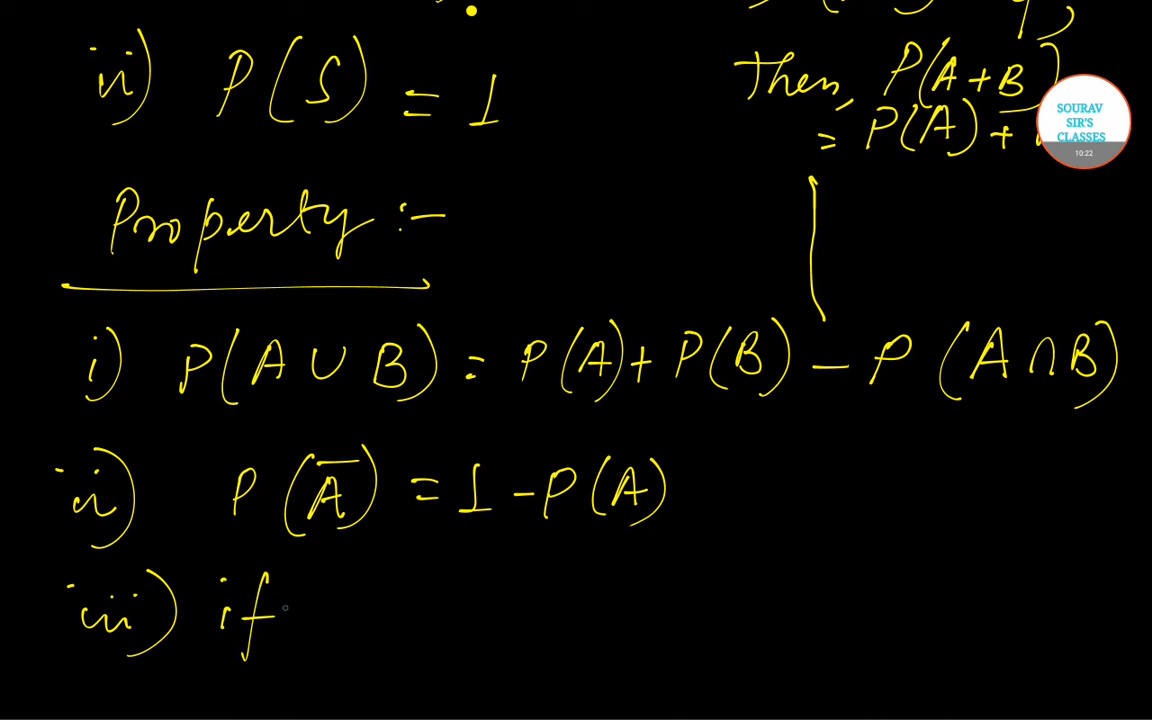 ii) P(S) = 1
Then, P(A+B)
= P(A) +
SOURAV
SIR'S
CLASSES
10:22
Property :-
i) P(A ∪ B) = P(A) + P(B) - P(A ∩ B)
ii) P(A̅) = 1 - P(A)
iii) if